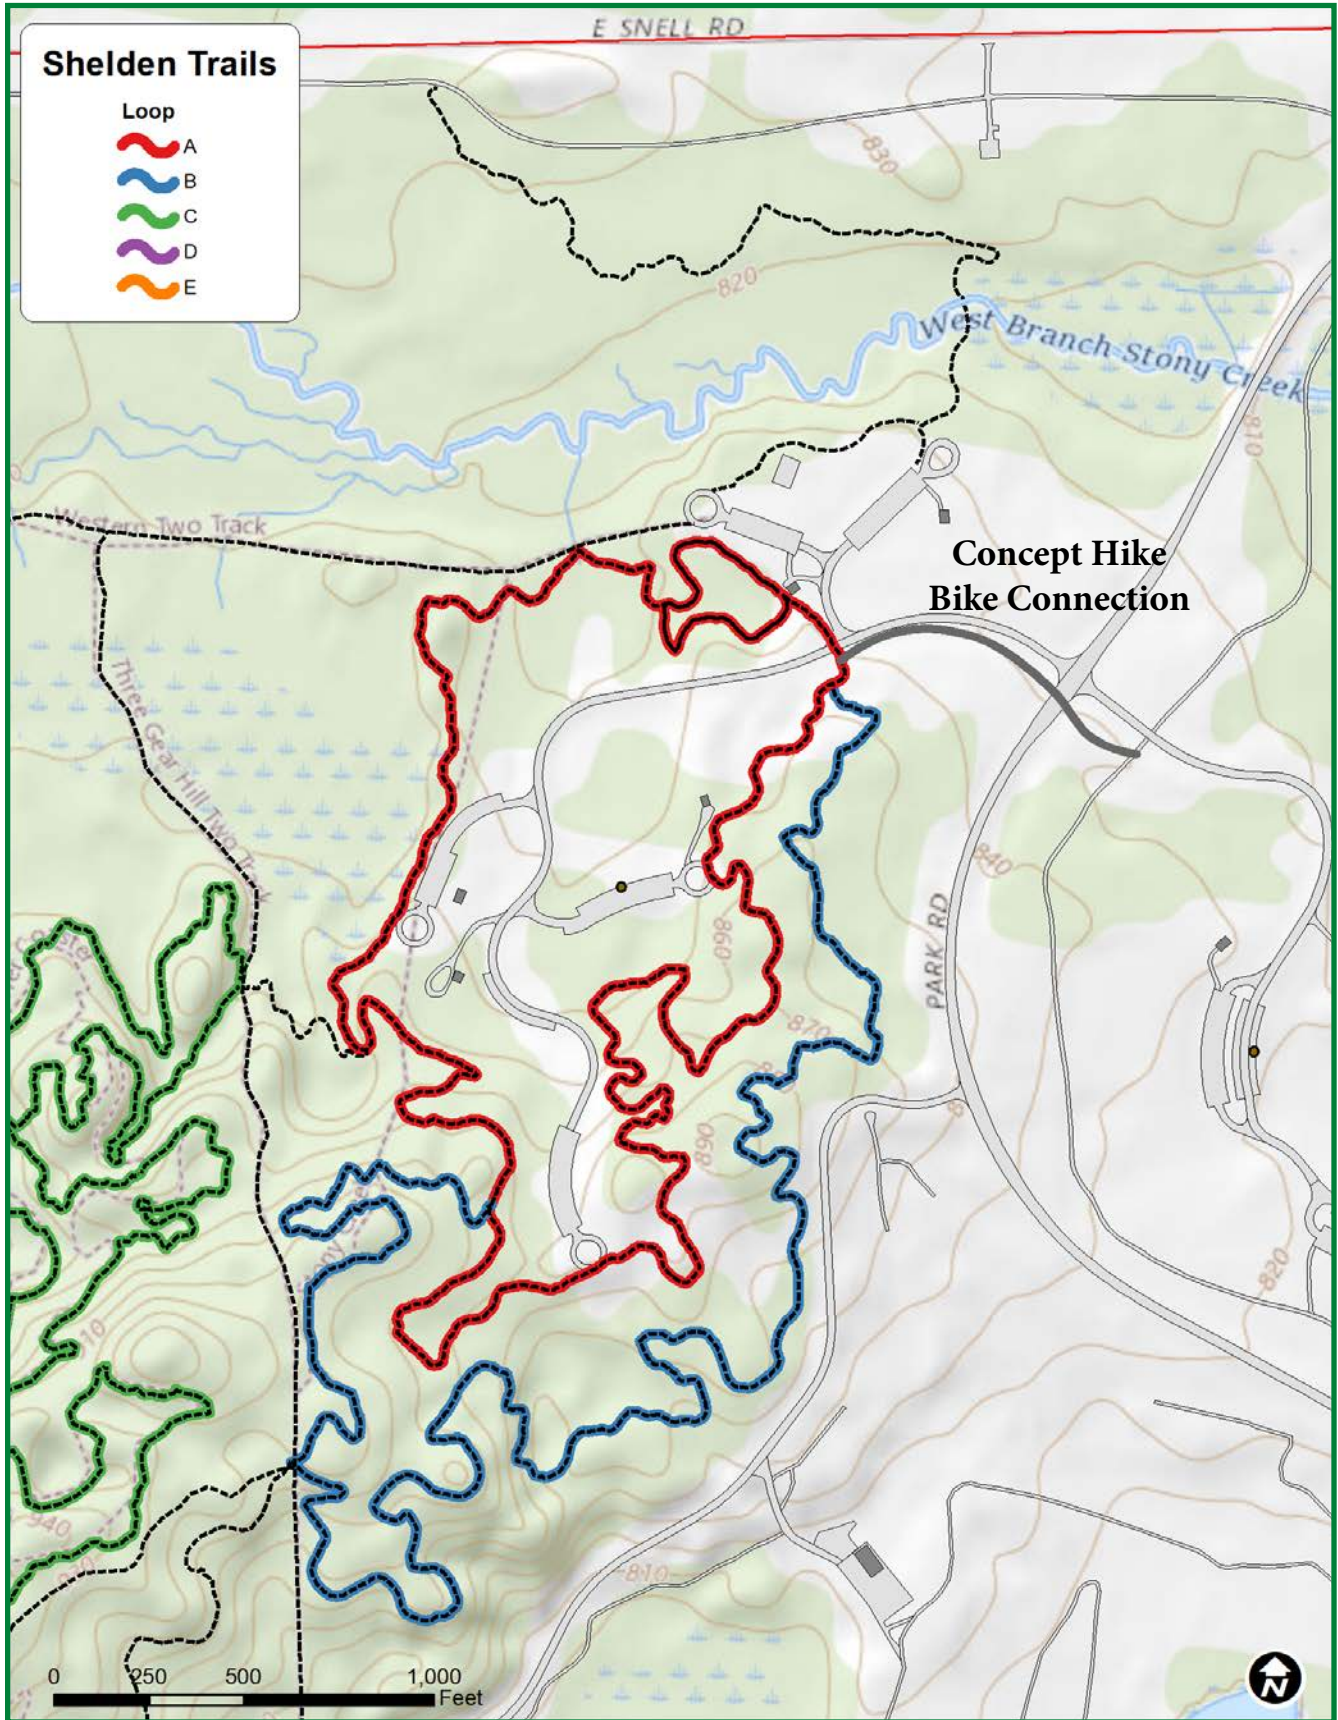 E SNELL RD
Shelden Trails
Loop
A
B
C
D
E
830
820
West Branch Stony Creek
810
Western Two Track
Concept Hike
Bike Connection
Three Gear Hill Two Track
840
PARK RD
860
870
890
820
940
810
0 250 500 1,000
Feet
N